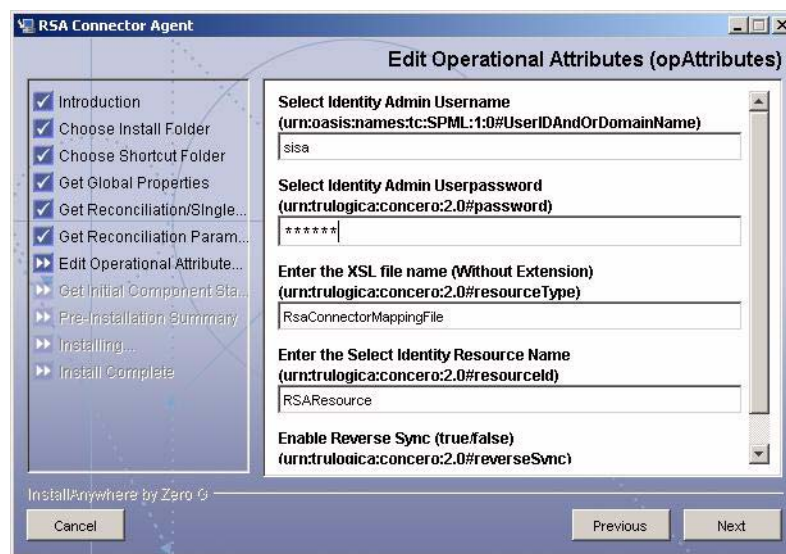 RSA Connector Agent
Edit Operational Attributes (opAttributes)
Introduction
Choose Install Folder
Choose Shortcut Folder
Get Global Properties
Get Reconciliation/SIngle...
Get Reconciliation Param...
Edit Operational Attribute...
Get Initial Component Sta...
Pre-Installation Summary
Installing...
Install Complete
Select Identity Admin Username
(urn:oasis:names:tc:SPML:1:0#UserIDAndOrDomainName)
sisa
Select Identity Admin Userpassword
(urn:trulogica:concero:2.0#password)
******
Enter the XSL file name (Without Extension)
(urn:trulogica:concero:2.0#resourceType)
RsaConnectorMappingFile
Enter the Select Identity Resource Name
(urn:trulogica:concero:2.0#resourceId)
RSAResource
Enable Reverse Sync (true/false)
(urn:trulogica:concero:2.0#reverseSync)
InstallAnywhere by Zero G
Cancel
Previous
Next